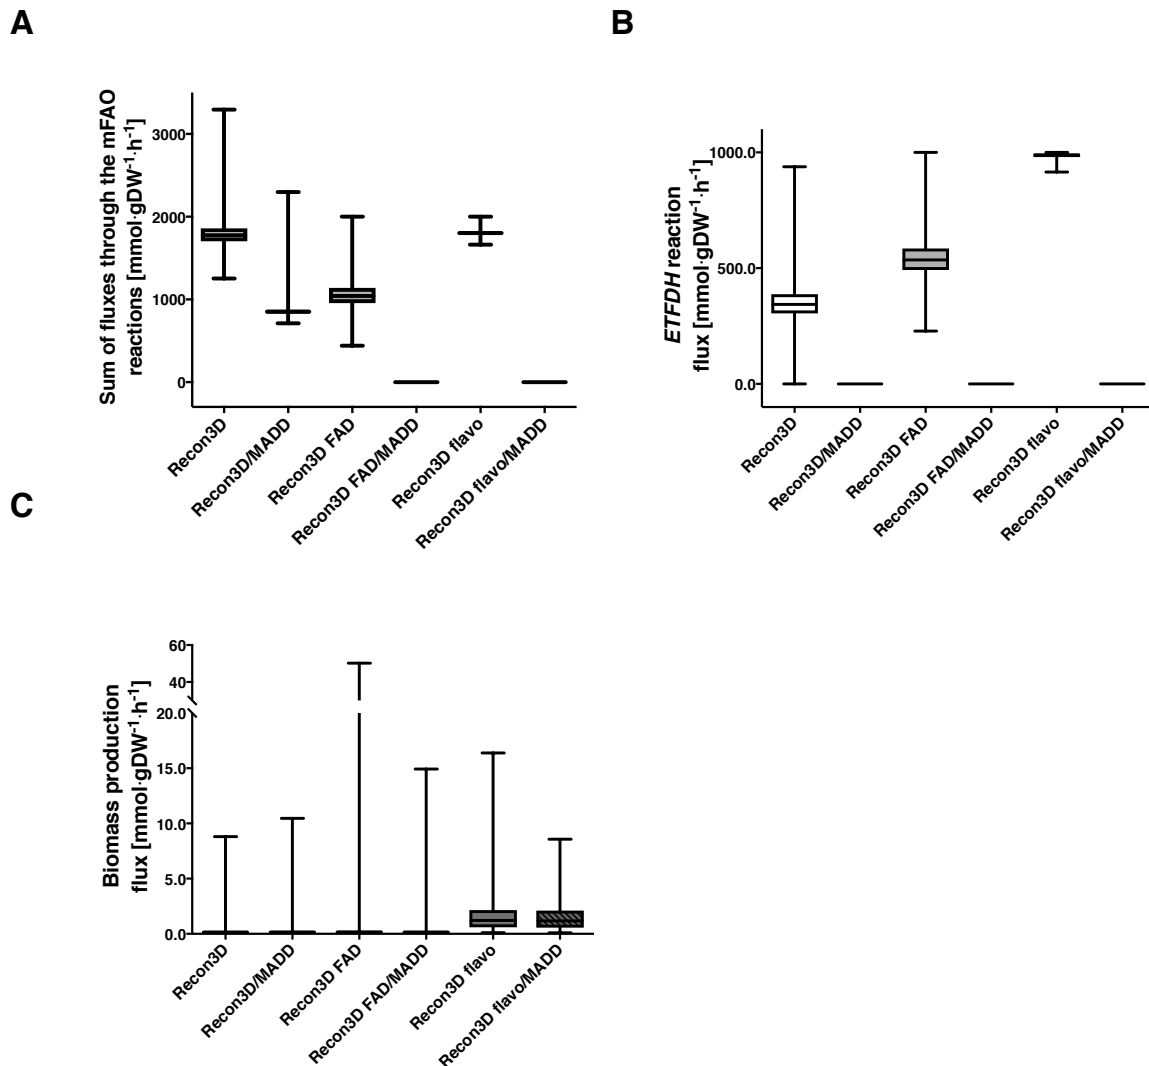 A
B
Sum of fluxes through the mFAO
reactions [mmol·gDW⁻¹·h⁻¹]
3000
2000
1000
0
Recon3D
Recon3D/MADD
Recon3D FAD
Recon3D FAD/MADD
Recon3D flavo
Recon3D flavo/MADD
ETFDH reaction
flux [mmol·gDW⁻¹·h⁻¹]
1000.0
500.0
0.0
Recon3D
Recon3D/MADD
Recon3D FAD
Recon3D FAD/MADD
Recon3D flavo
Recon3D flavo/MADD
C
Biomass production
flux [mmol·gDW⁻¹·h⁻¹]
60
40
20.0
15.0
10.0
5.0
0.0
Recon3D
Recon3D/MADD
Recon3D FAD
Recon3D FAD/MADD
Recon3D flavo
Recon3D flavo/MADD